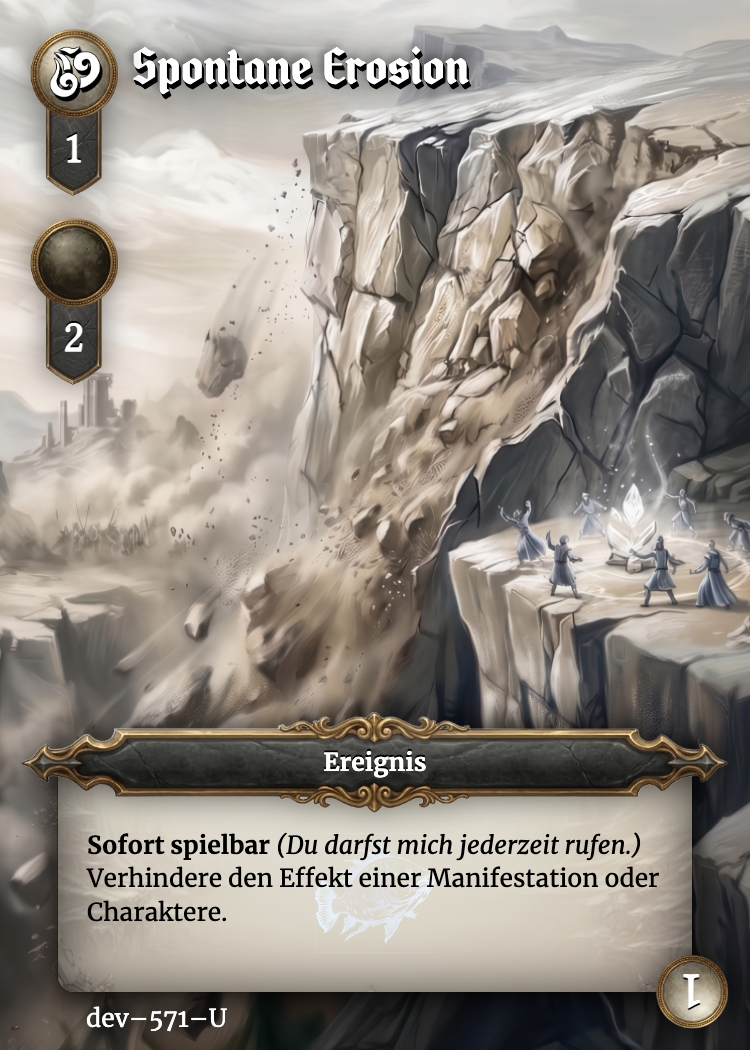 Spontane Erosion
1
2
Ereignis
Sofort spielbar (Du darfst mich jederzeit rufen.)
Verhindere den Effekt einer Manifestation oder
Charaktere.
1
dev–571–U